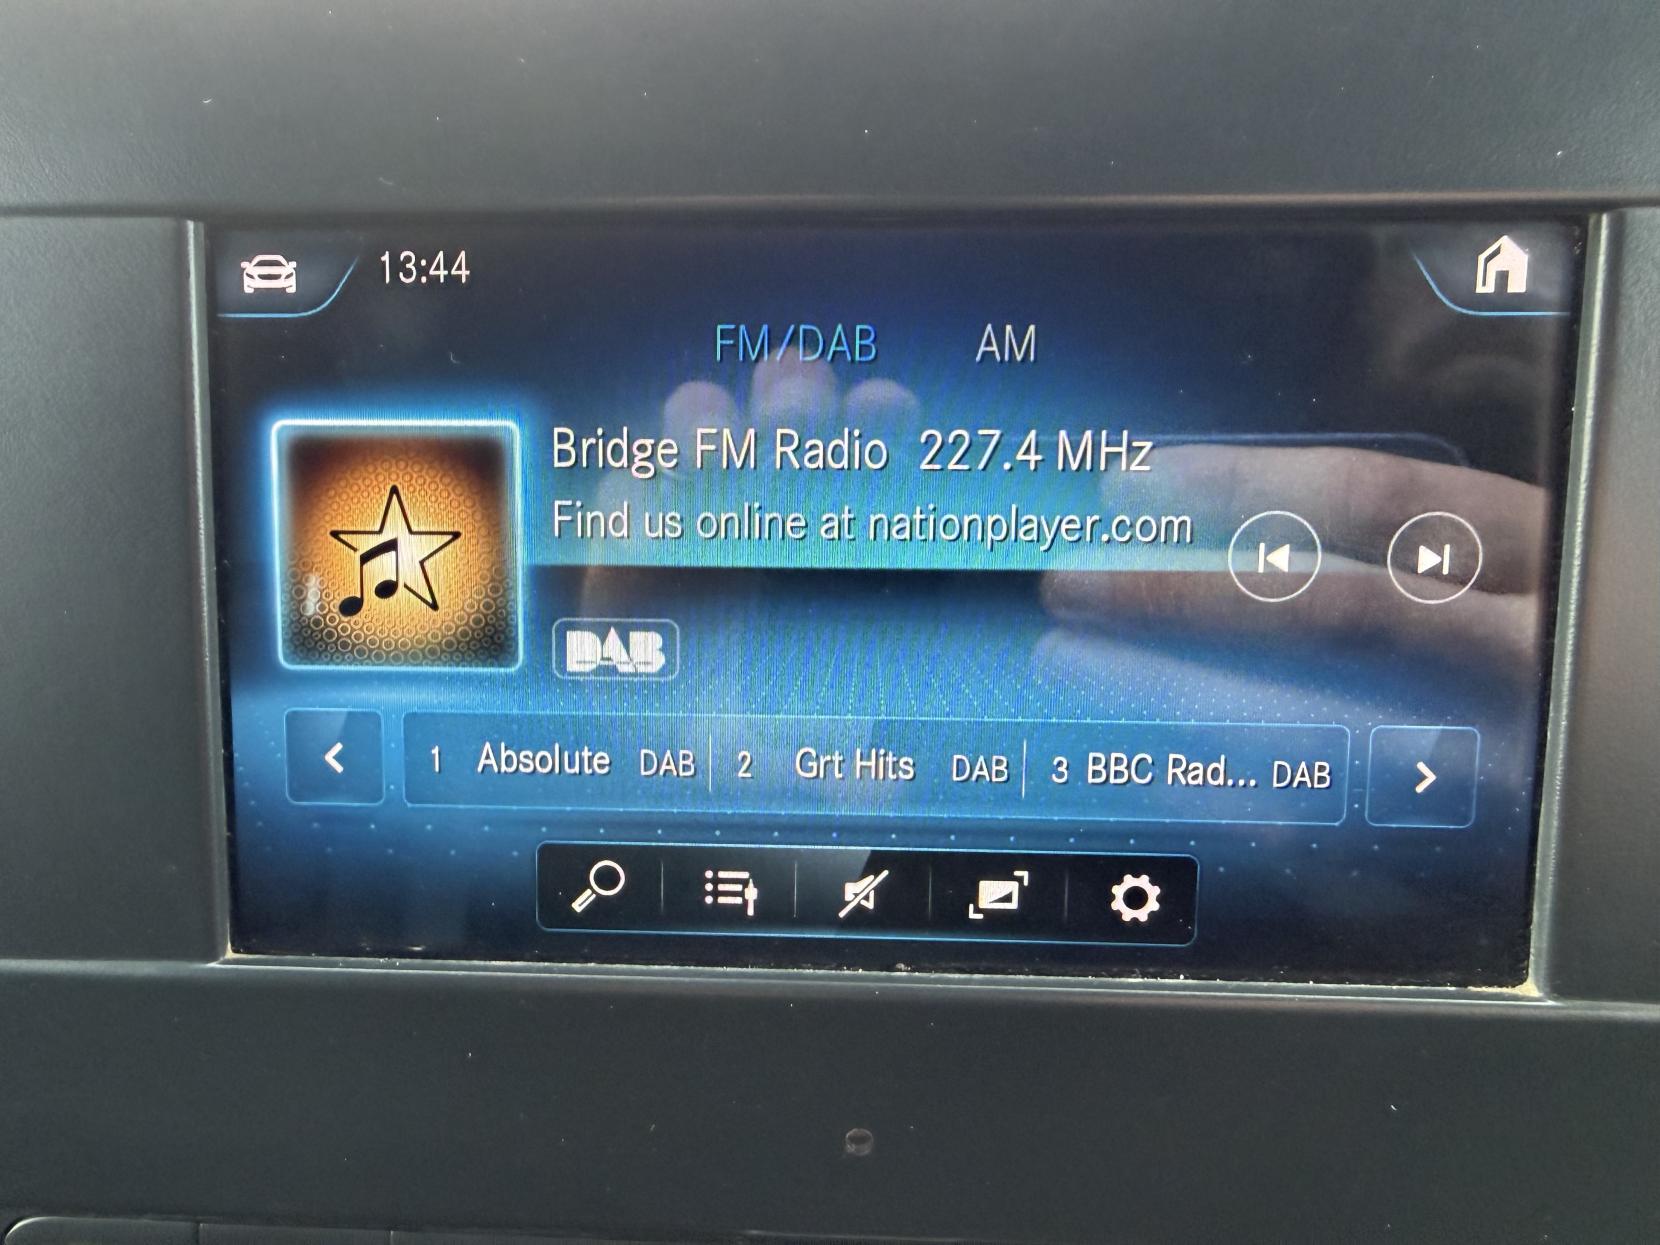 13:44
FM/DAB AM
Bridge FM Radio 227.4 MHz
Find us online at nationplayer.com
DAB
1 Absolute DAB 2 Grt Hits DAB 3 BBC Rad... DAB